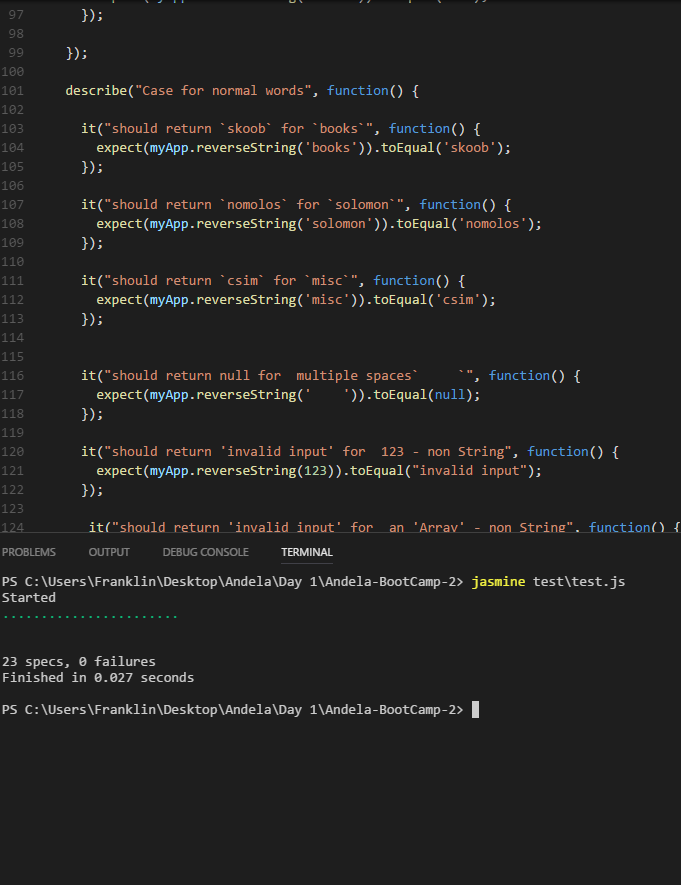 97 });
98
99 });
100
101 describe("Case for normal words", function() {
102
103 it("should return `skoob` for `books`", function() {
104 expect(myApp.reverseString('books')).toEqual('skoob');
105 });
106
107 it("should return `nomolos` for `solomon`", function() {
108 expect(myApp.reverseString('solomon')).toEqual('nomolos');
109 });
110
111 it("should return `csim` for `misc`", function() {
112 expect(myApp.reverseString('misc')).toEqual('csim');
113 });
114
115
116 it("should return null for  multiple spaces`     `", function() {
117 expect(myApp.reverseString('    ')).toEqual(null);
118 });
119
120 it("should return 'invalid input' for  123 - non String", function() {
121 expect(myApp.reverseString(123)).toEqual("invalid input");
122 });
123
124 it("should return 'invalid input' for  an 'Array' - non String", function() {
PROBLEMS OUTPUT DEBUG CONSOLE TERMINAL
PS C:\Users\Franklin\Desktop\Andela\Day 1\Andela-BootCamp-2> jasmine test\test.js
Started
.......................
23 specs, 0 failures
Finished in 0.027 seconds
PS C:\Users\Franklin\Desktop\Andela\Day 1\Andela-BootCamp-2>